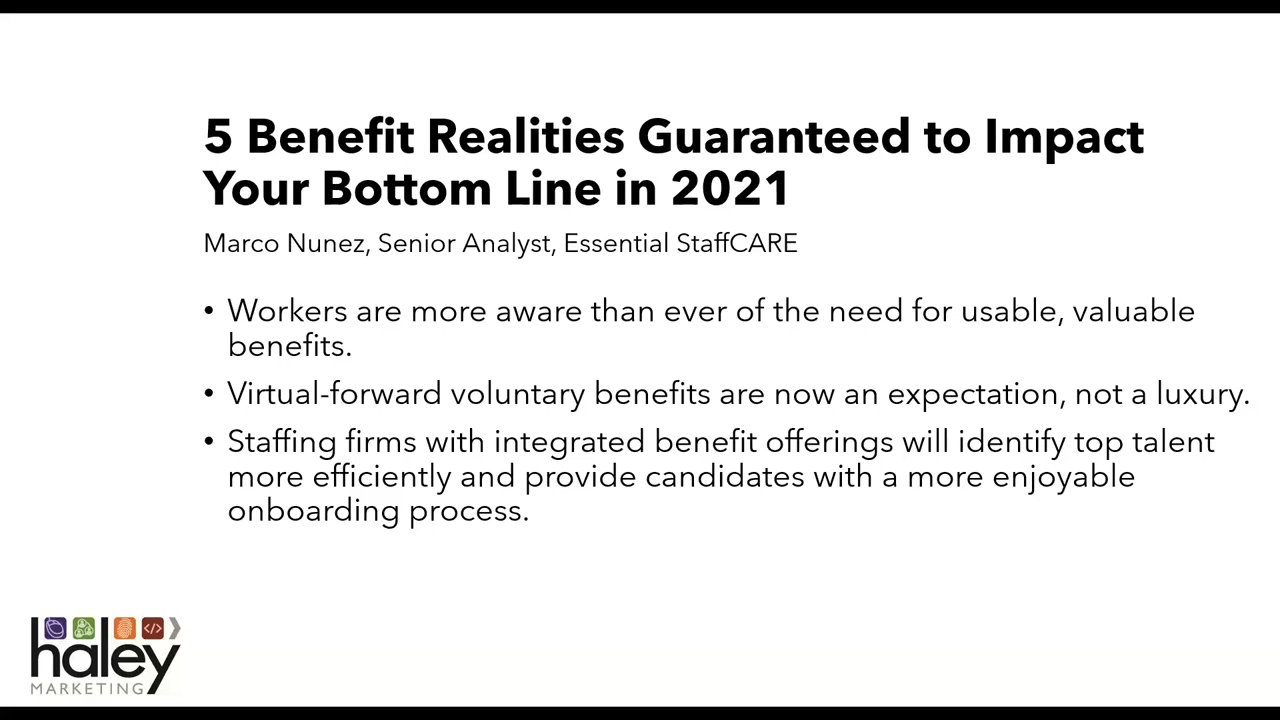 5 Benefit Realities Guaranteed to Impact
Your Bottom Line in 2021
Marco Nunez, Senior Analyst, Essential StaffCARE
• Workers are more aware than ever of the need for usable, valuable
benefits.
• Virtual-forward voluntary benefits are now an expectation, not a luxury.
• Staffing firms with integrated benefit offerings will identify top talent
more efficiently and provide candidates with a more enjoyable
onboarding process.
</>
haley
MARKETING